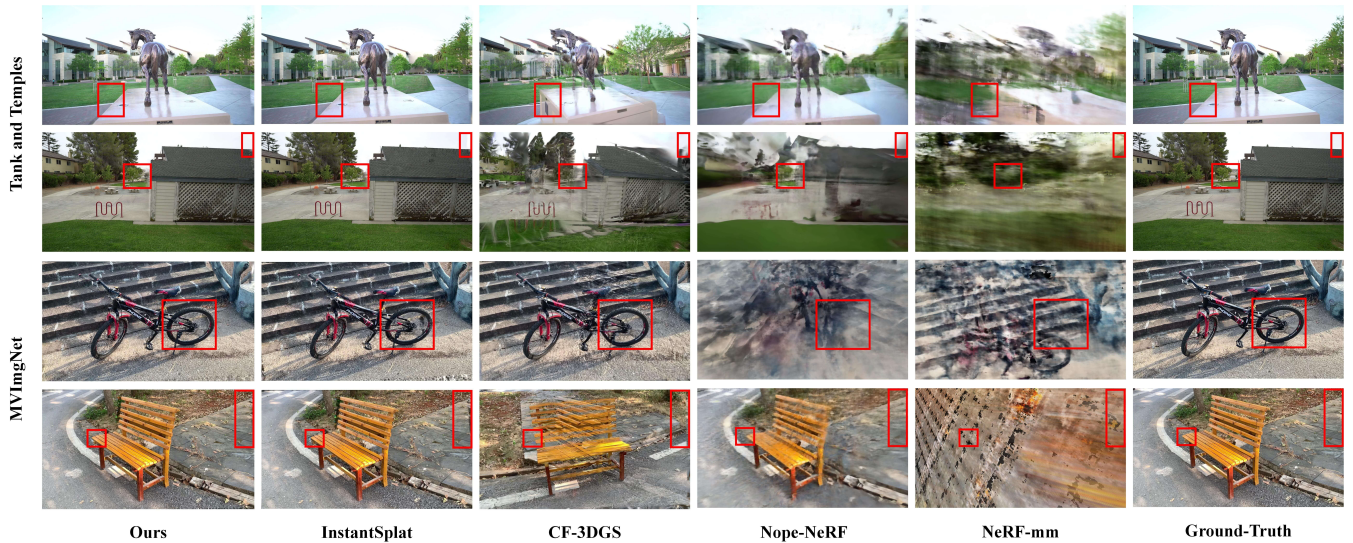 Tank and Temples
MVImgNet
Ours
InstantSplat
CF-3DGS
Nope-NeRF
NeRF-mm
Ground-Truth